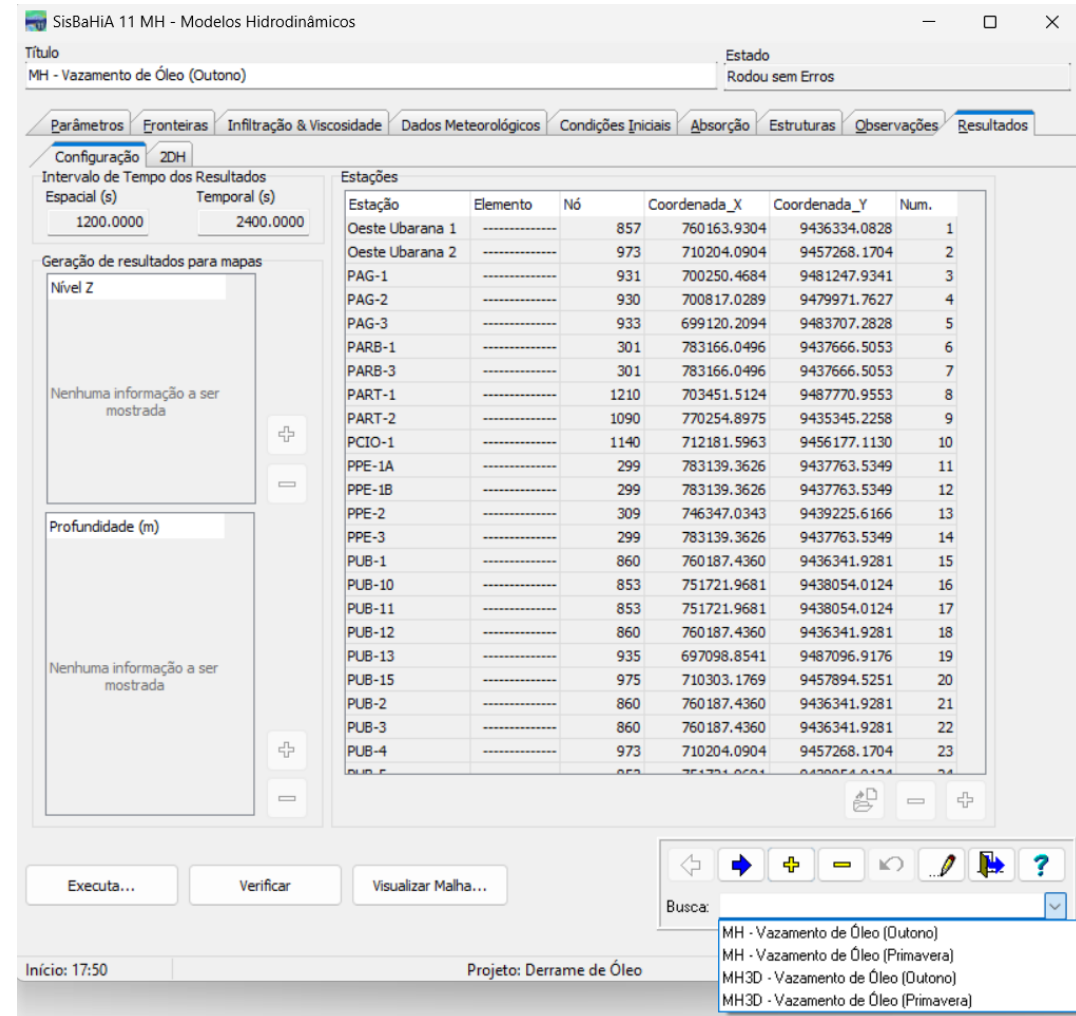 SisBaHiA 11 MH - Modelos Hidrodinâmicos
Título
Estado
MH - Vazamento de Óleo (Outono)
Rodou sem Erros
Parâmetros Fronteiras Infiltração & Viscosidade Dados Meteorológicos Condições Iniciais Absorção Estruturas Observações Resultados
Configuração 2DH
Intervalo de Tempo dos Resultados
Espacial (s) Temporal (s)
1200.0000 2400.0000
Geração de resultados para mapas
Nível Z
Nenhuma informação a ser
mostrada
Profundidade (m)
Nenhuma informação a ser
mostrada
Estações
Estação Elemento Nó Coordenada_X Coordenada_Y Num.
Oeste Ubarana 1 -------------- 857 760163.9304 9436334.0828 1
Oeste Ubarana 2 -------------- 973 710204.0904 9457268.1704 2
PAG-1 -------------- 931 700250.4684 9481247.9341 3
PAG-2 -------------- 930 700817.0289 9479971.7627 4
PAG-3 -------------- 933 699120.2094 9483707.2828 5
PARB-1 -------------- 301 783166.0496 9437666.5053 6
PARB-3 -------------- 301 783166.0496 9437666.5053 7
PART-1 -------------- 1210 703451.5124 9487770.9553 8
PART-2 -------------- 1090 770254.8975 9435345.2258 9
PCIO-1 -------------- 1140 712181.5963 9456177.1130 10
PPE-1A -------------- 299 783139.3626 9437763.5349 11
PPE-1B -------------- 299 783139.3626 9437763.5349 12
PPE-2 -------------- 309 746347.0343 9439225.6166 13
PPE-3 -------------- 299 783139.3626 9437763.5349 14
PUB-1 -------------- 860 760187.4360 9436341.9281 15
PUB-10 -------------- 853 751721.9681 9438054.0124 16
PUB-11 -------------- 853 751721.9681 9438054.0124 17
PUB-12 -------------- 860 760187.4360 9436341.9281 18
PUB-13 -------------- 935 697098.8541 9487096.9176 19
PUB-15 -------------- 975 710303.1769 9457894.5251 20
PUB-2 -------------- 860 760187.4360 9436341.9281 21
PUB-3 -------------- 860 760187.4360 9436341.9281 22
PUB-4 -------------- 973 710204.0904 9457268.1704 23
Executa... Verificar Visualizar Malha...
?
Busca:
MH - Vazamento de Óleo (Outono)
MH - Vazamento de Óleo (Primavera)
MH3D - Vazamento de Óleo (Outono)
MH3D - Vazamento de Óleo (Primavera)
Início: 17:50
Projeto: Derrame de Óleo